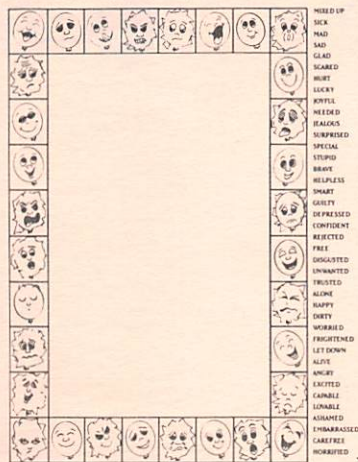 MIXED UP
SICK
MAD
SAD
GLAD
SCARED
HURT
LUCKY
JOYFUL
NEEDED
JEALOUS
SURPRISED
SPECIAL
STUPID
BRAVE
HELPLESS
SMART
GUILTY
DEPRESSED
CONFIDENT
REJECTED
FREE
DISGUSTED
UNWANTED
TRUSTED
ALONE
HAPPY
DIRTY
WORRIED
FRIGHTENED
LET DOWN
ALIVE
ANGRY
EXCITED
CAPABLE
LOVABLE
ASHAMED
EMBARRASSED
CAREFREE
HORRIFIED